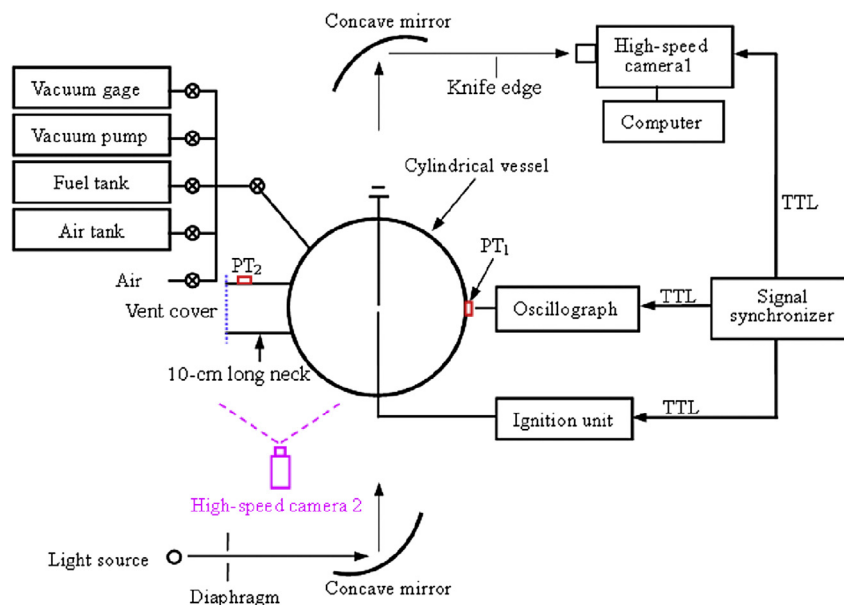 Concave mirror
High-speed
camera1
Knife edge
Computer
Vacuum gage
Vacuum pump
Fuel tank
Air tank
Air
Cylindrical vessel
TTL
PT2
PT1
Vent cover
Oscillograph
TTL
Signal
synchronizer
10-cm long neck
Ignition unit
TTL
High-speed camera 2
Light source
Diaphragm
Concave mirror